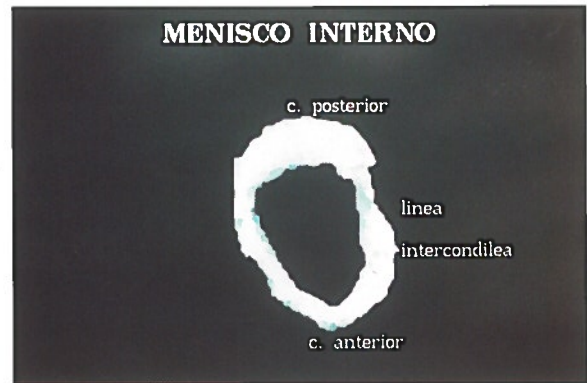 MENISCO INTERNO
c. posterior
linea
intercondilea
c. anterior